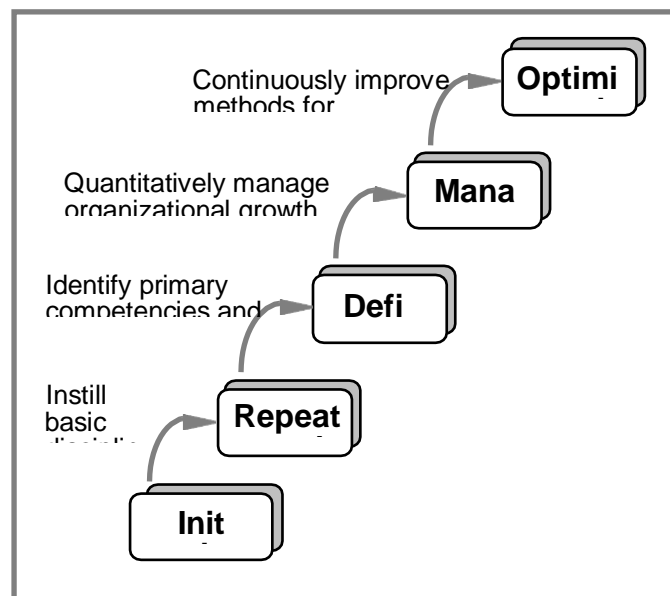 Optimi
Continuously improve
methods for
Mana
Quantitatively manage
organizational growth
Defi
Identify primary
competencies and
Repeat
Instill
basic
Init